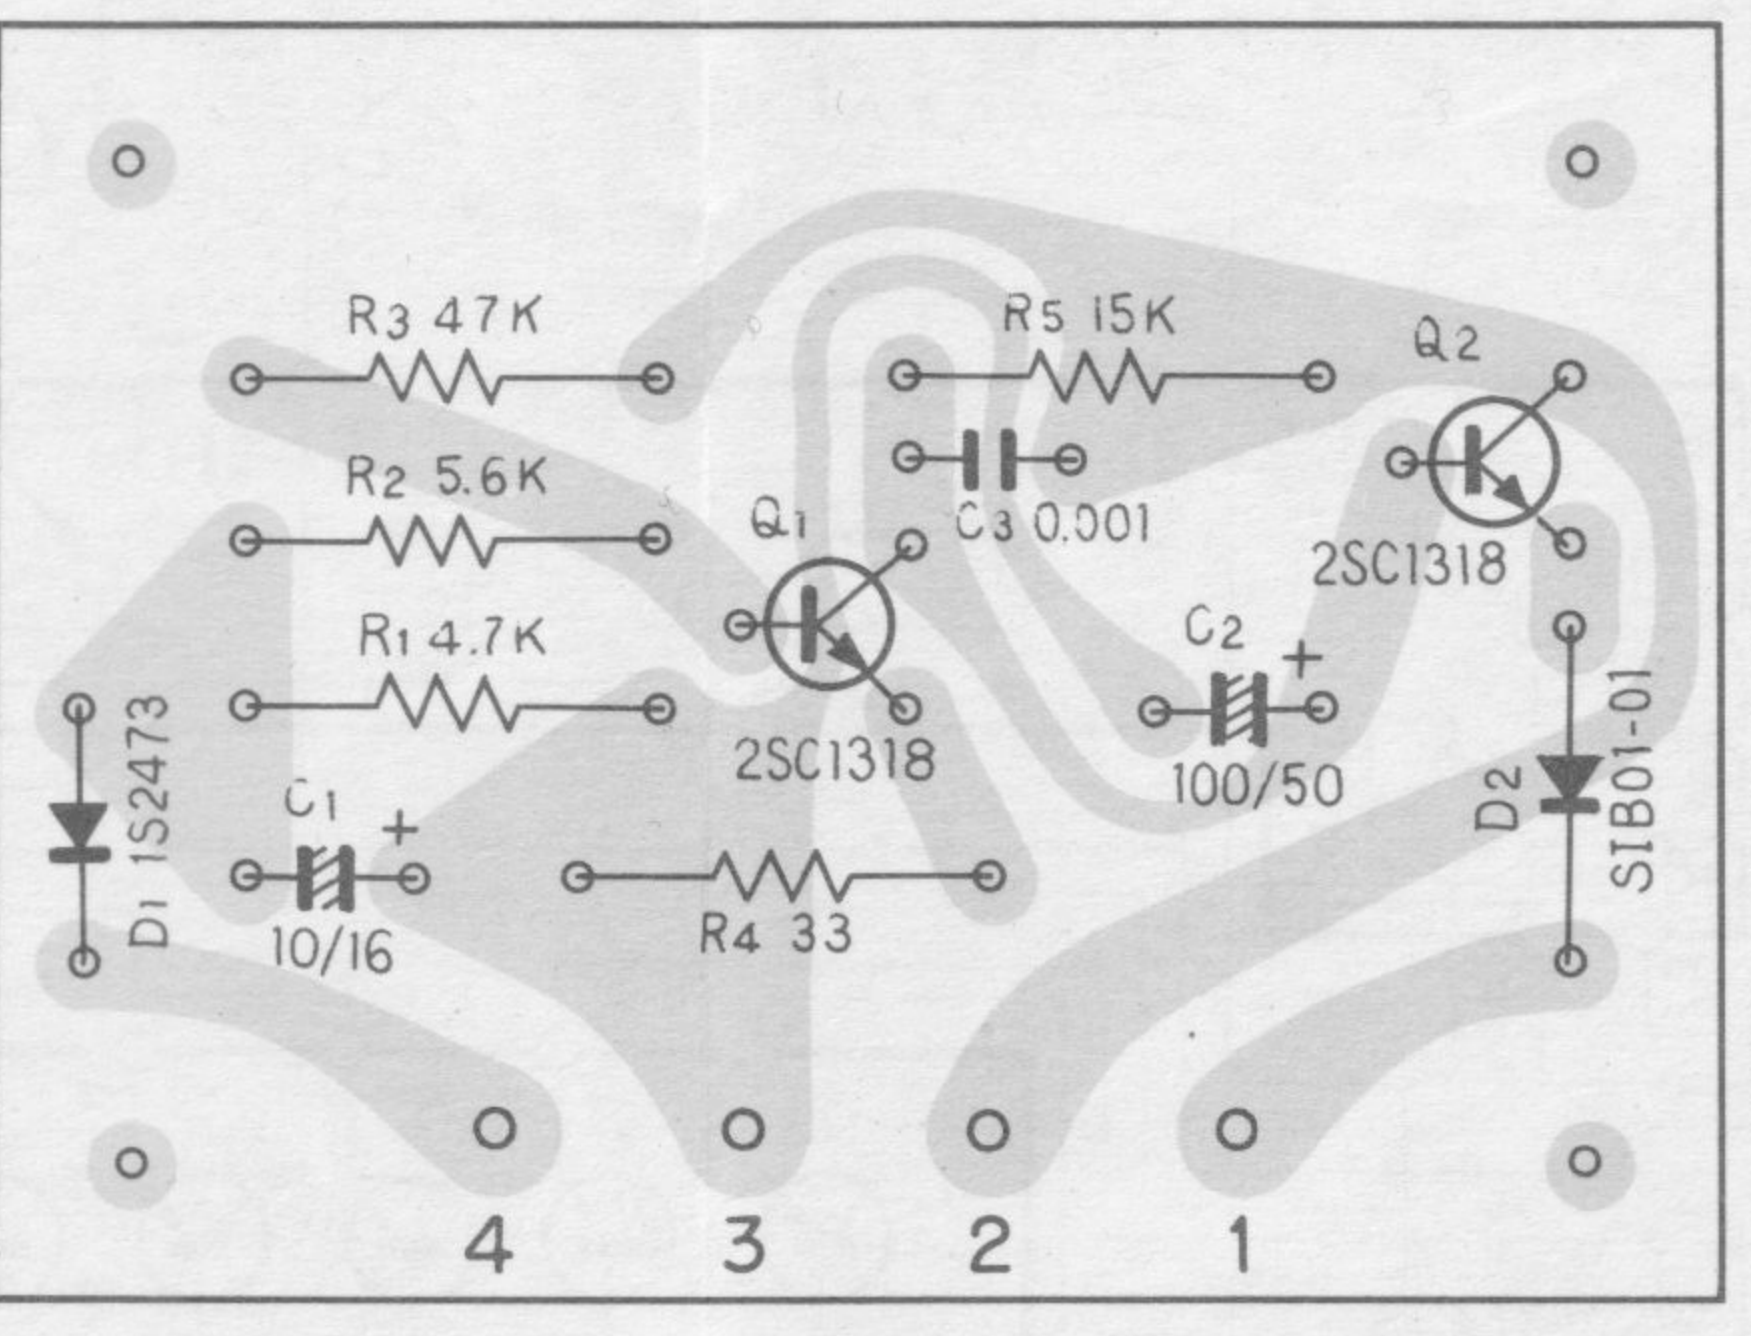 R3 47K
R5 15K
Q2
R2 5.6K
Q1
C3 0.001
2SC1318
R1 4.7K
C2
+
D1 1S2473
2SC1318
100/50
D2
SIB01-01
C1
+
10/16
R4 33
4 3 2 1